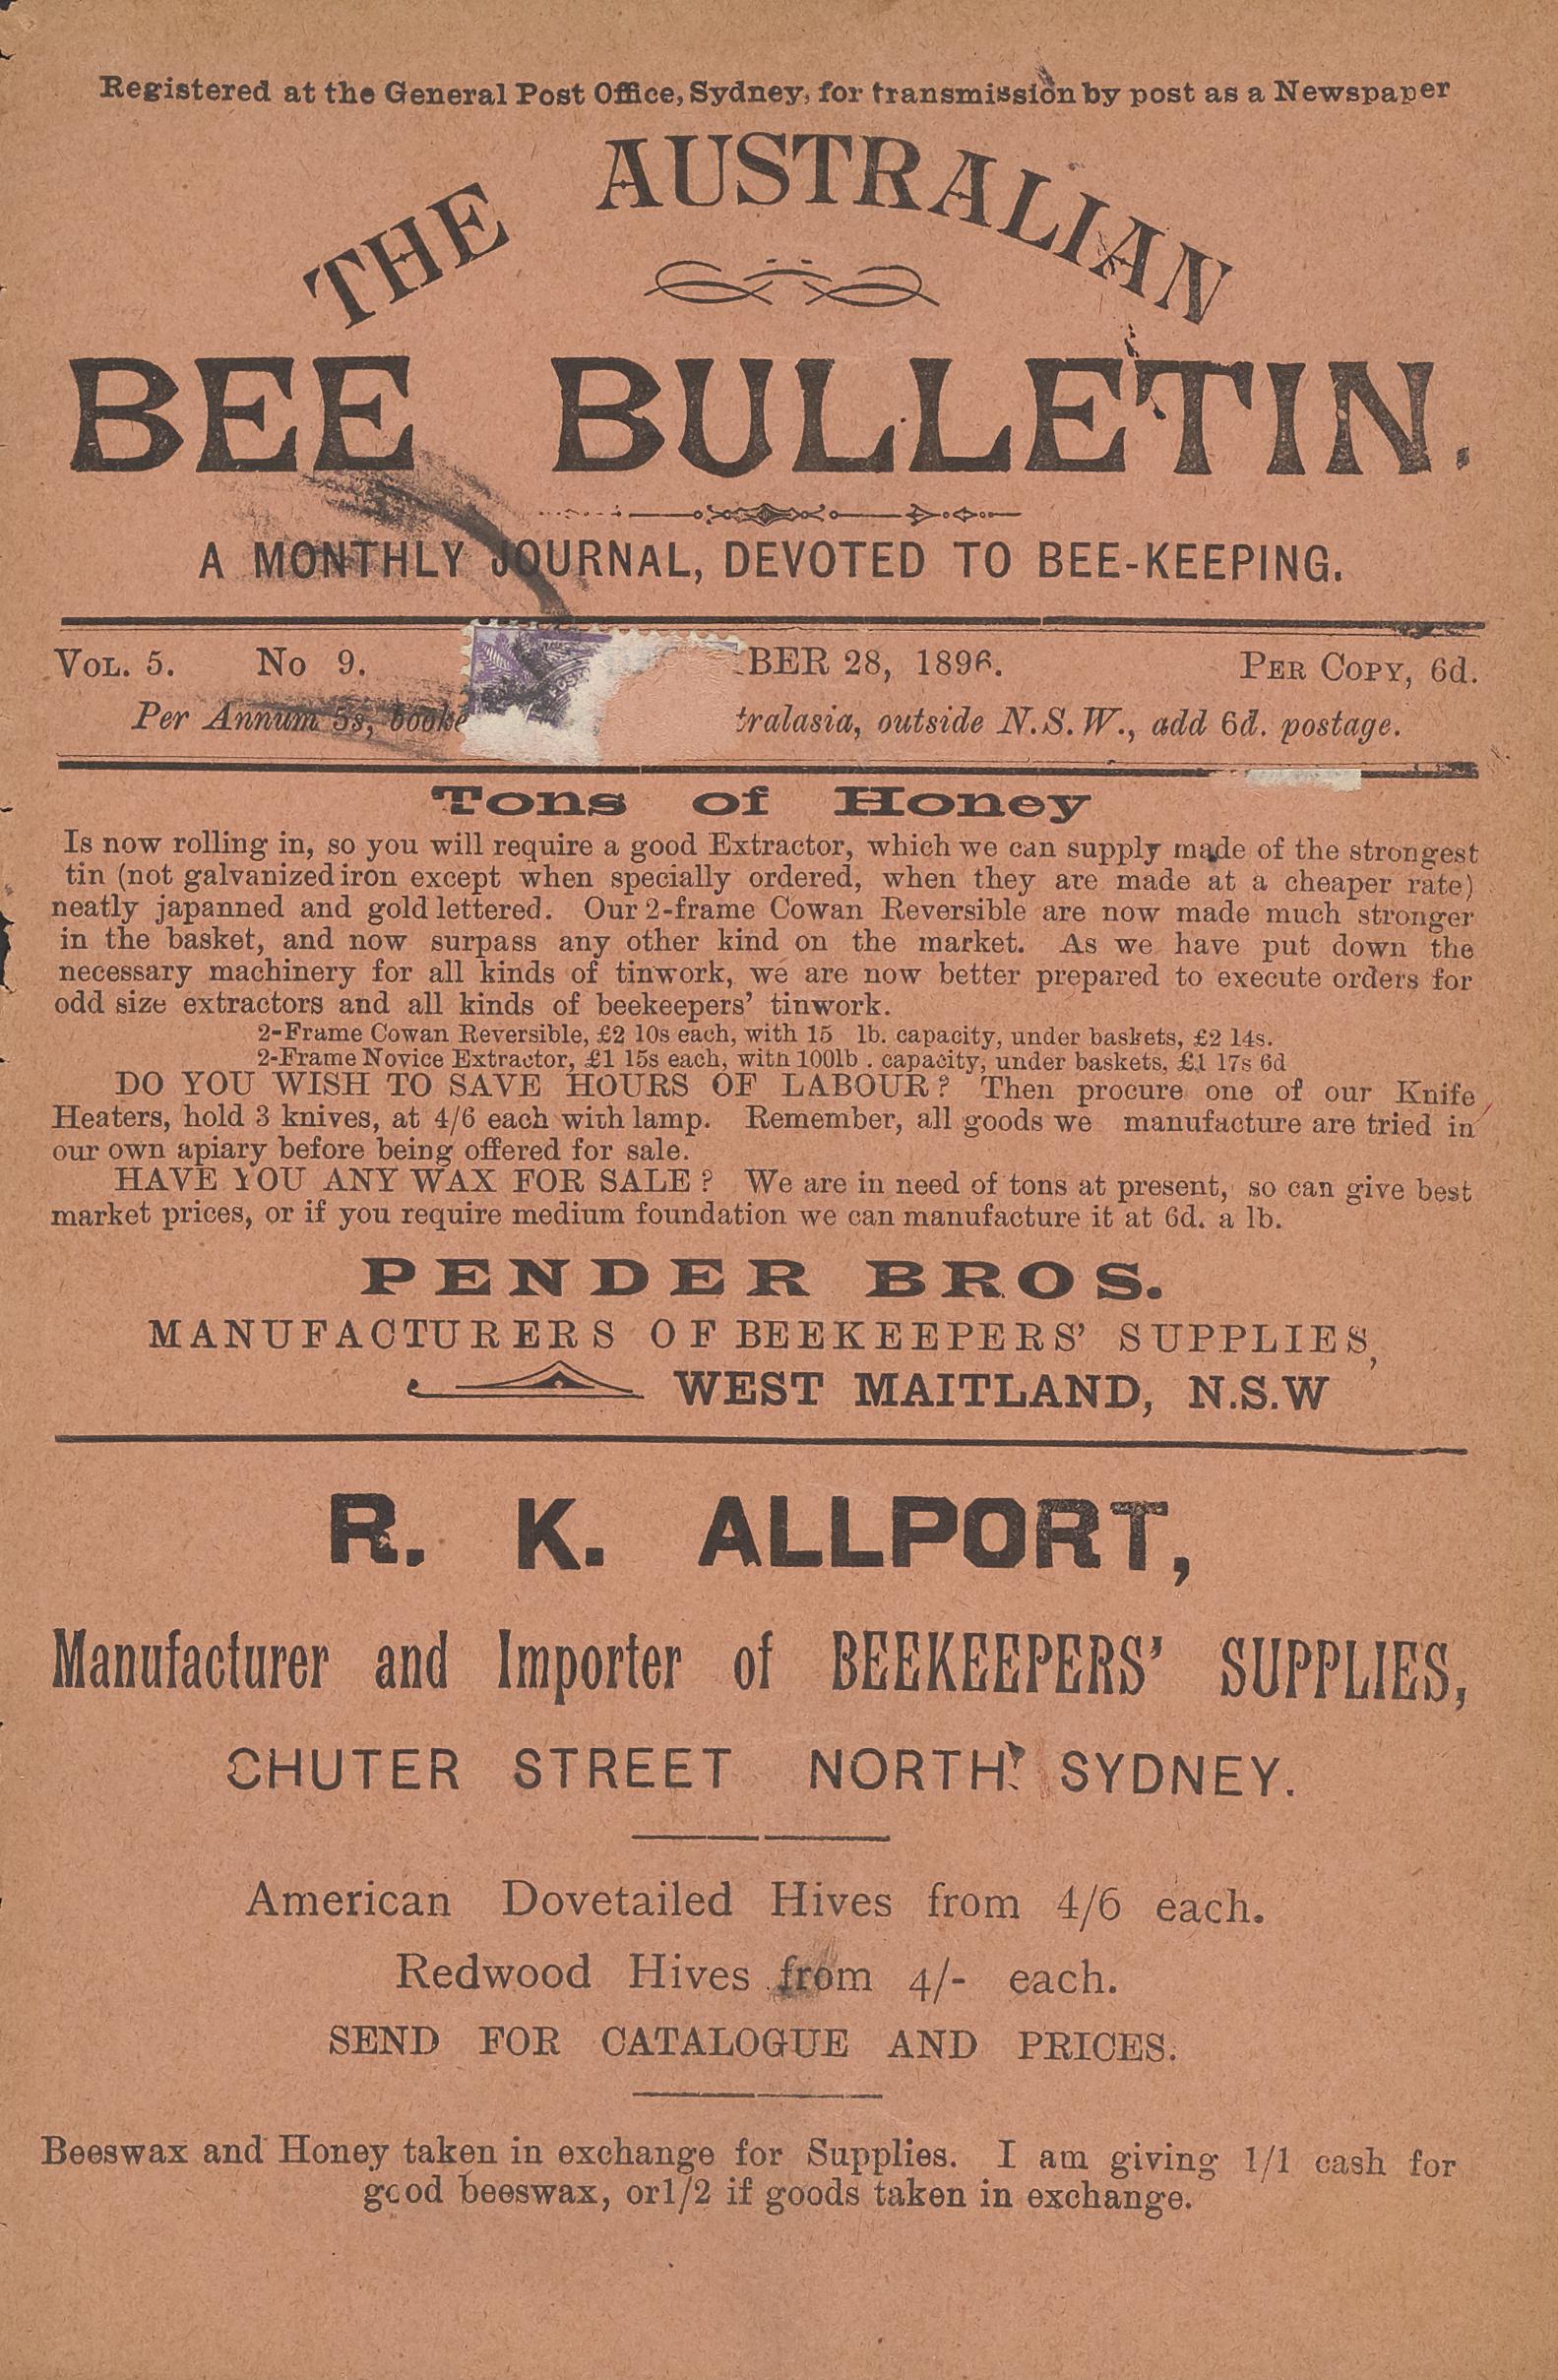 Registered at the General Post Office, Sydney, for transmission by post as a Newspaper
THE AUSTRALIAN
BEE BULLETIN.
A MONTHLY JOURNAL, DEVOTED TO BEE-KEEPING.
VOL. 5. No 9. BER 28, 1896. PER COPY, 6d.
Per Annum 5s, booke tralasia, outside N.S.W., add 6d. postage.
Tons of Honey
Is now rolling in, so you will require a good Extractor, which we can supply made of the strongest
tin (not galvanized iron except when specially ordered, when they are made at a cheaper rate)
neatly japanned and gold lettered. Our 2-frame Cowan Reversible are now made much stronger
in the basket, and now surpass any other kind on the market. As we have put down the
necessary machinery for all kinds of tinwork, we are now better prepared to execute orders for
odd size extractors and all kinds of beekeepers' tinwork.
2-Frame Cowan Reversible, £2 10s each, with 15 lb. capacity, under baskets, £2 14s.
2-Frame Novice Extractor, £1 15s each, with 100lb . capacity, under baskets, £1 17s 6d
DO YOU WISH TO SAVE HOURS OF LABOUR? Then procure one of our Knife
Heaters, hold 3 knives, at 4/6 each with lamp. Remember, all goods we manufacture are tried in
our own apiary before being offered for sale.
HAVE YOU ANY WAX FOR SALE? We are in need of tons at present, so can give best
market prices, or if you require medium foundation we can manufacture it at 6d. a lb.
PENDER BROS.
MANUFACTURERS OF BEEKEEPERS' SUPPLIES,
WEST MAITLAND, N.S.W
R. K. ALLPORT,
Manufacturer and Importer of BEEKEEPERS' SUPPLIES,
CHUTER STREET NORTH SYDNEY.
American Dovetailed Hives from 4/6 each.
Redwood Hives from 4/- each.
SEND FOR CATALOGUE AND PRICES.
Beeswax and Honey taken in exchange for Supplies. I am giving 1/1 cash for
good beeswax, or1/2 if goods taken in exchange.